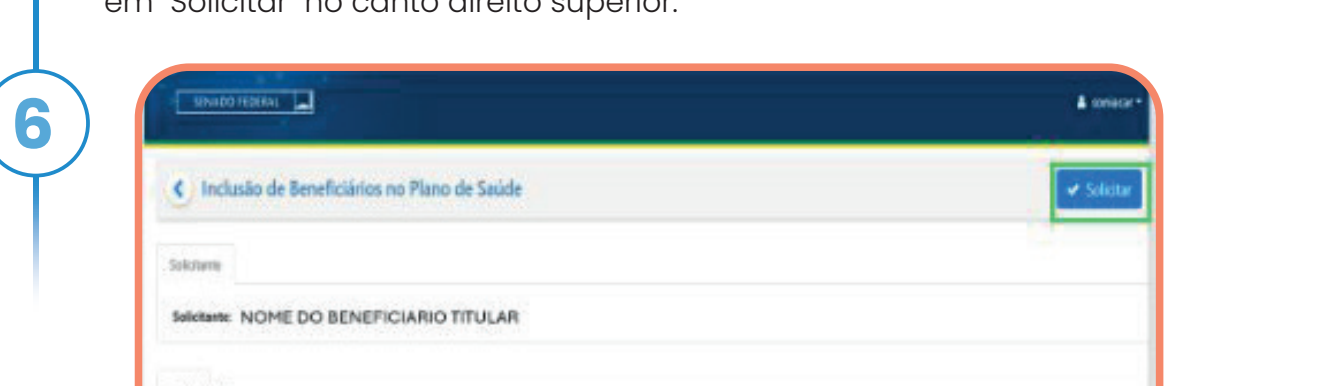 em "Solicitar" no canto direito superior.
6
SENADO FEDERAL
soniacar
Inclusão de Beneficiários no Plano de Saúde
Solicitar
Solicitante
Solicitante: NOME DO BENEFICIARIO TITULAR